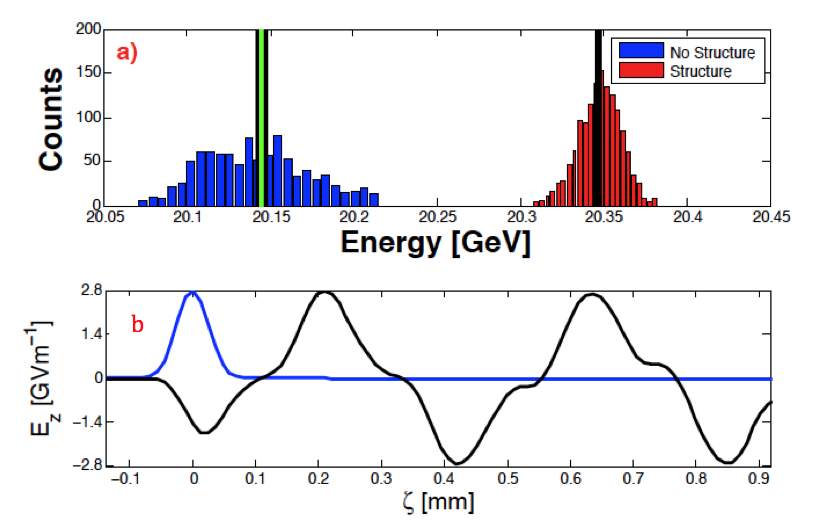 a)
Counts
200
150
100
50
0
No Structure
Structure
20.05 20.1 20.15 20.2 20.25 20.3 20.35 20.4 20.45
Energy [GeV]
b
E_z [GVm⁻¹]
2.8
1.4
0
−1.4
−2.8
−0.1 0 0.1 0.2 0.3 0.4 0.5 0.6 0.7 0.8 0.9
ζ [mm]